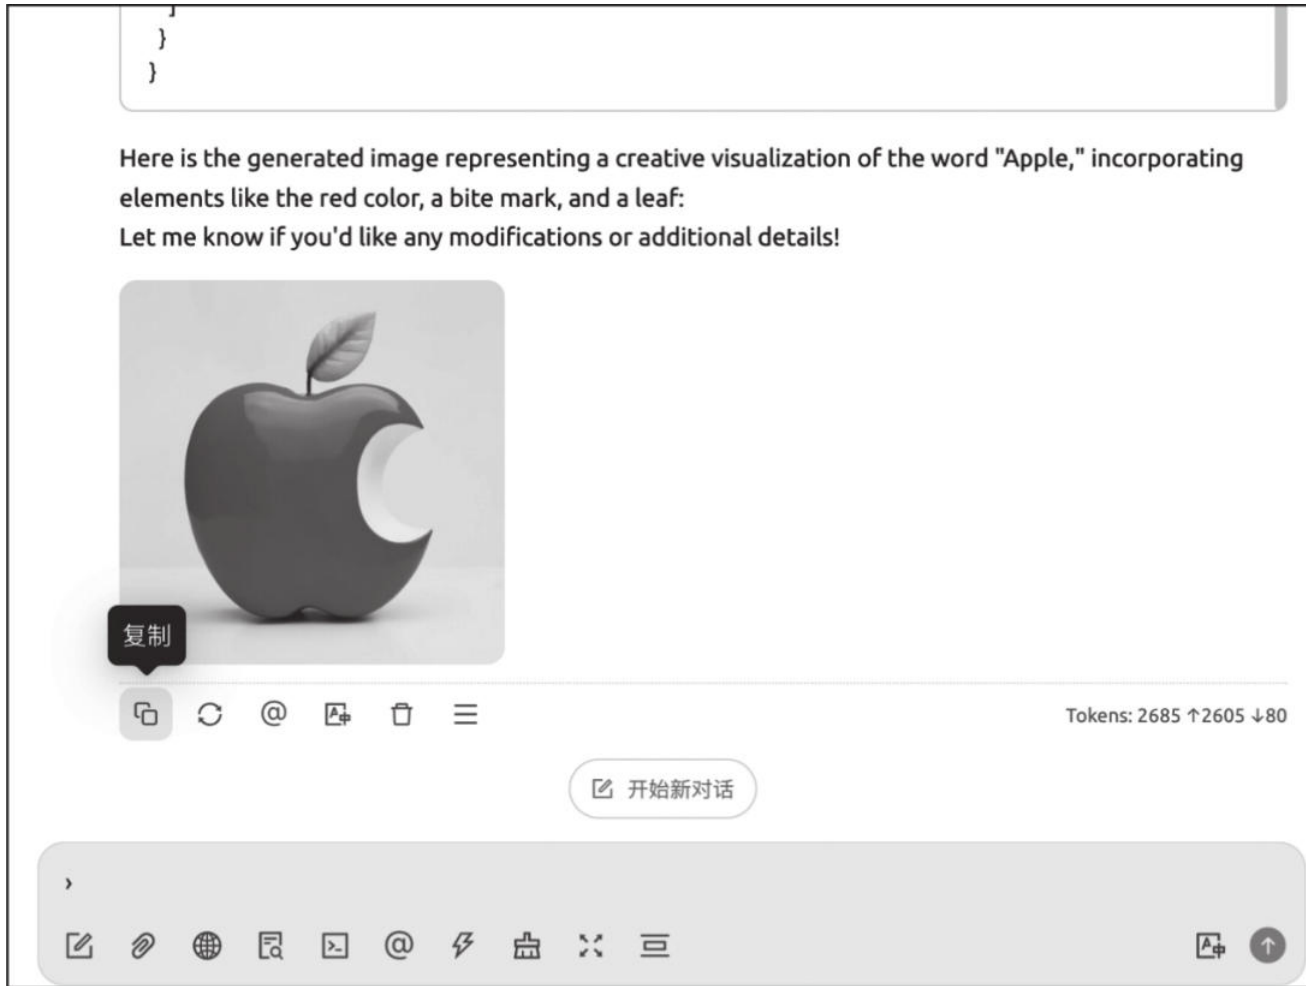 ]
}
}
Here is the generated image representing a creative visualization of the word "Apple," incorporating
elements like the red color, a bite mark, and a leaf:
Let me know if you'd like any modifications or additional details!
复制
Tokens: 2685 ↑2605 ↓80
开始新对话